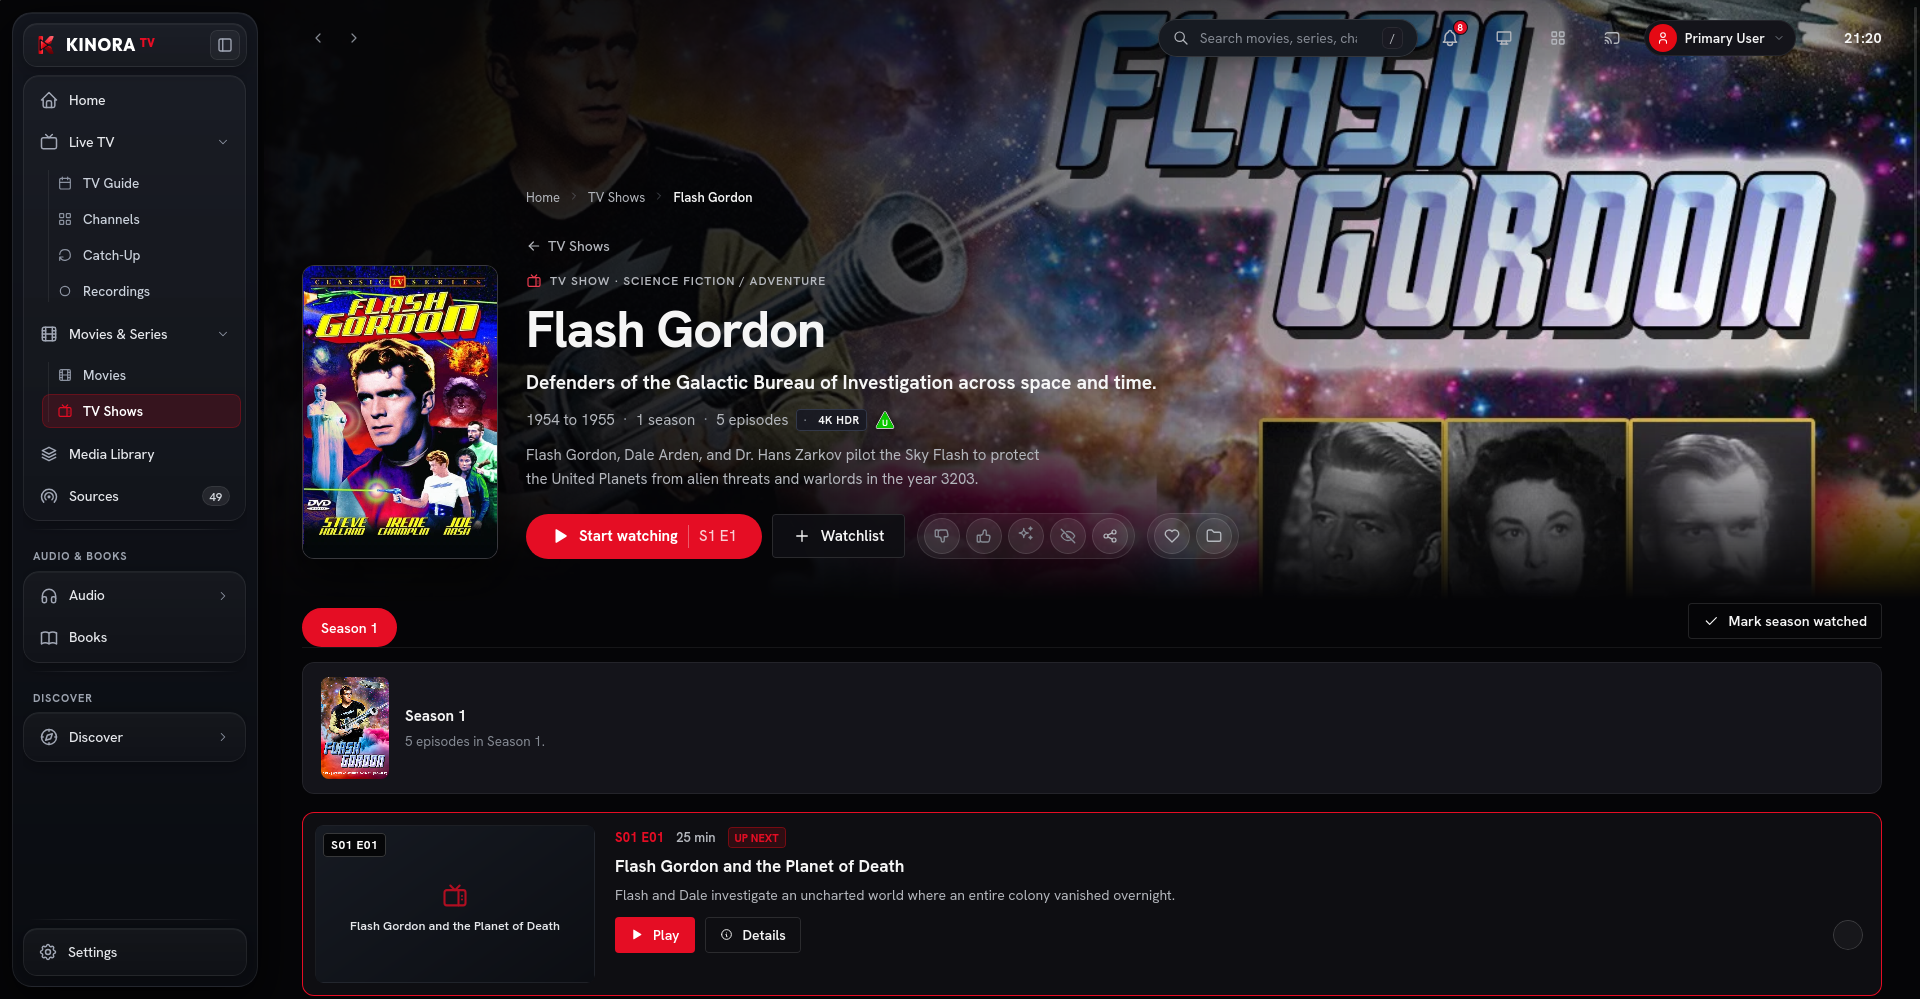 KINORA TV
Search movies, series, cha
/
8
Primary User
21:20
Home
Live TV
TV Guide
Channels
Catch-Up
Recordings
Movies & Series
Movies
TV Shows
Media Library
Sources
49
AUDIO & BOOKS
Audio
Books
DISCOVER
Discover
Settings
FLASH
GORDON
Home
TV Shows
Flash Gordon
TV Shows
CLASSIC TV SERIES
FLASH
GORDON
DVD
STEVE HOLLAND
IRENE CHAMPLIN
JOE NASH
TV SHOW · SCIENCE FICTION / ADVENTURE
Flash Gordon
Defenders of the Galactic Bureau of Investigation across space and time.
1954 to 1955 · 1 season · 5 episodes · 4K HDR U
Flash Gordon, Dale Arden, and Dr. Hans Zarkov pilot the Sky Flash to protect
the United Planets from alien threats and warlords in the year 3203.
Start watching S1 E1
Watchlist
Season 1
Mark season watched
FLASH
GORDON
Season 1
5 episodes in Season 1.
S01 E01
Flash Gordon and the Planet of Death
S01 E01 25 min UP NEXT
Flash Gordon and the Planet of Death
Flash and Dale investigate an uncharted world where an entire colony vanished overnight.
Play
Details